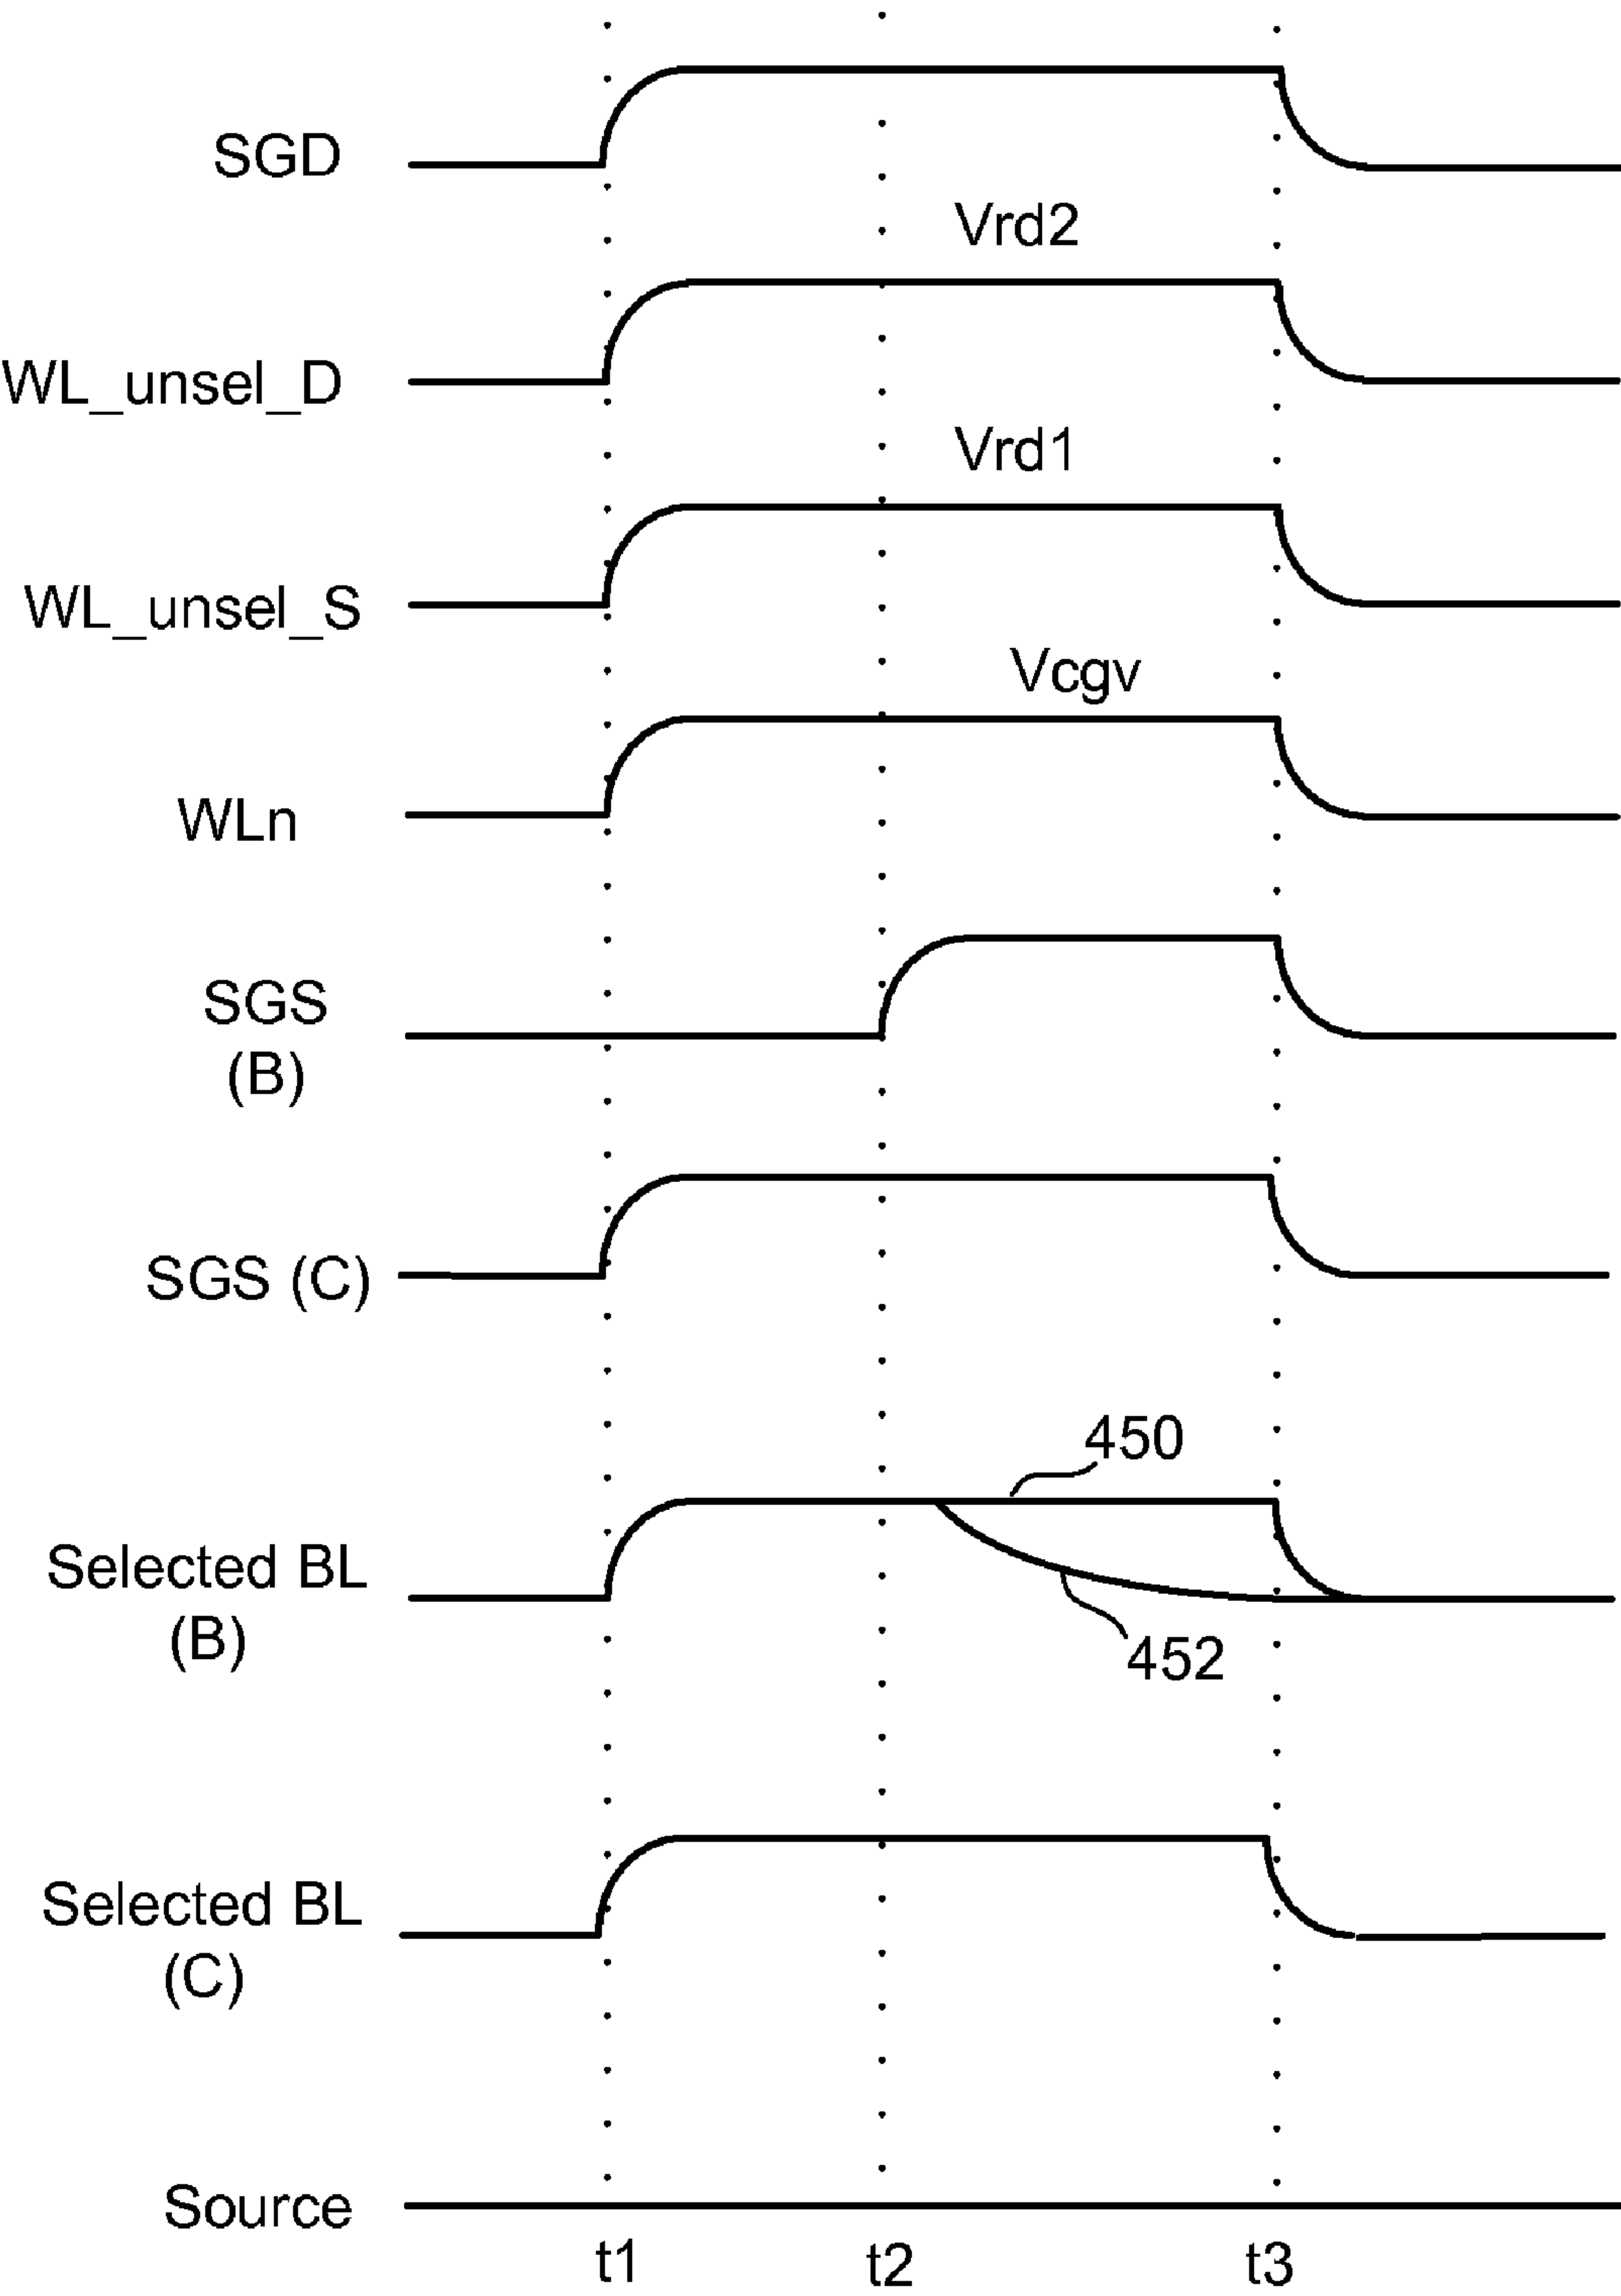 SGD
Vrd2
WL_unsel_D
Vrd1
WL_unsel_S
Vcgv
WLn
SGS
(B)
SGS (C)
450
Selected BL
(B)
452
Selected BL
(C)
Source
t1 t2 t3